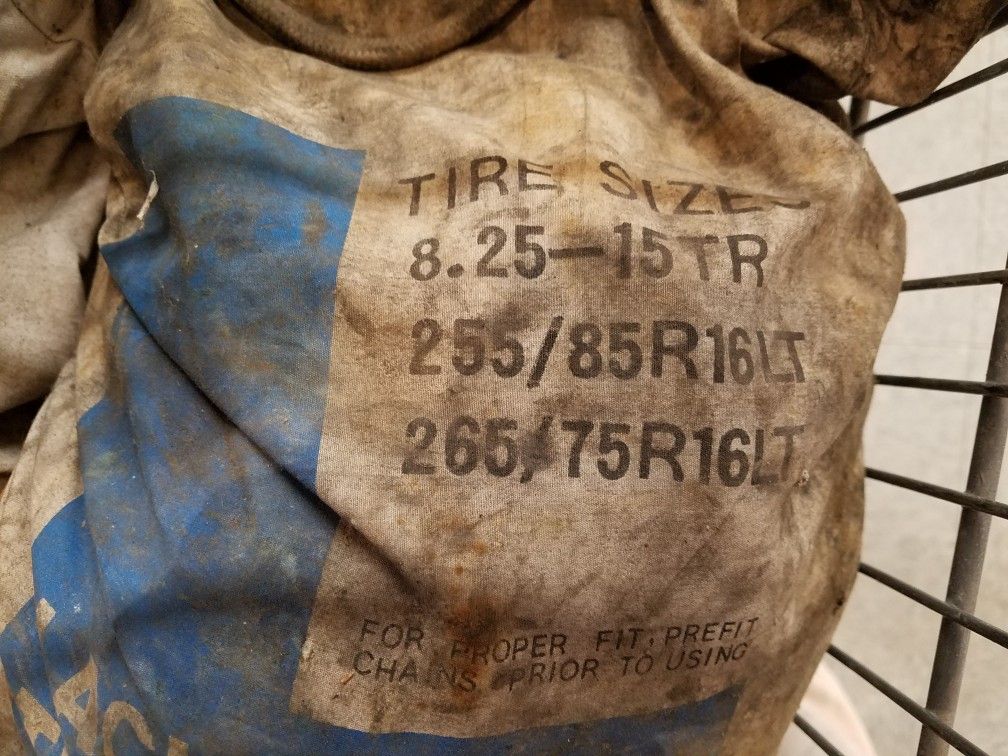 TIRE SIZES
8.25-15TR
255/85R16LT
265/75R16LT
FOR PROPER FIT, PREFIT
CHAINS PRIOR TO USING